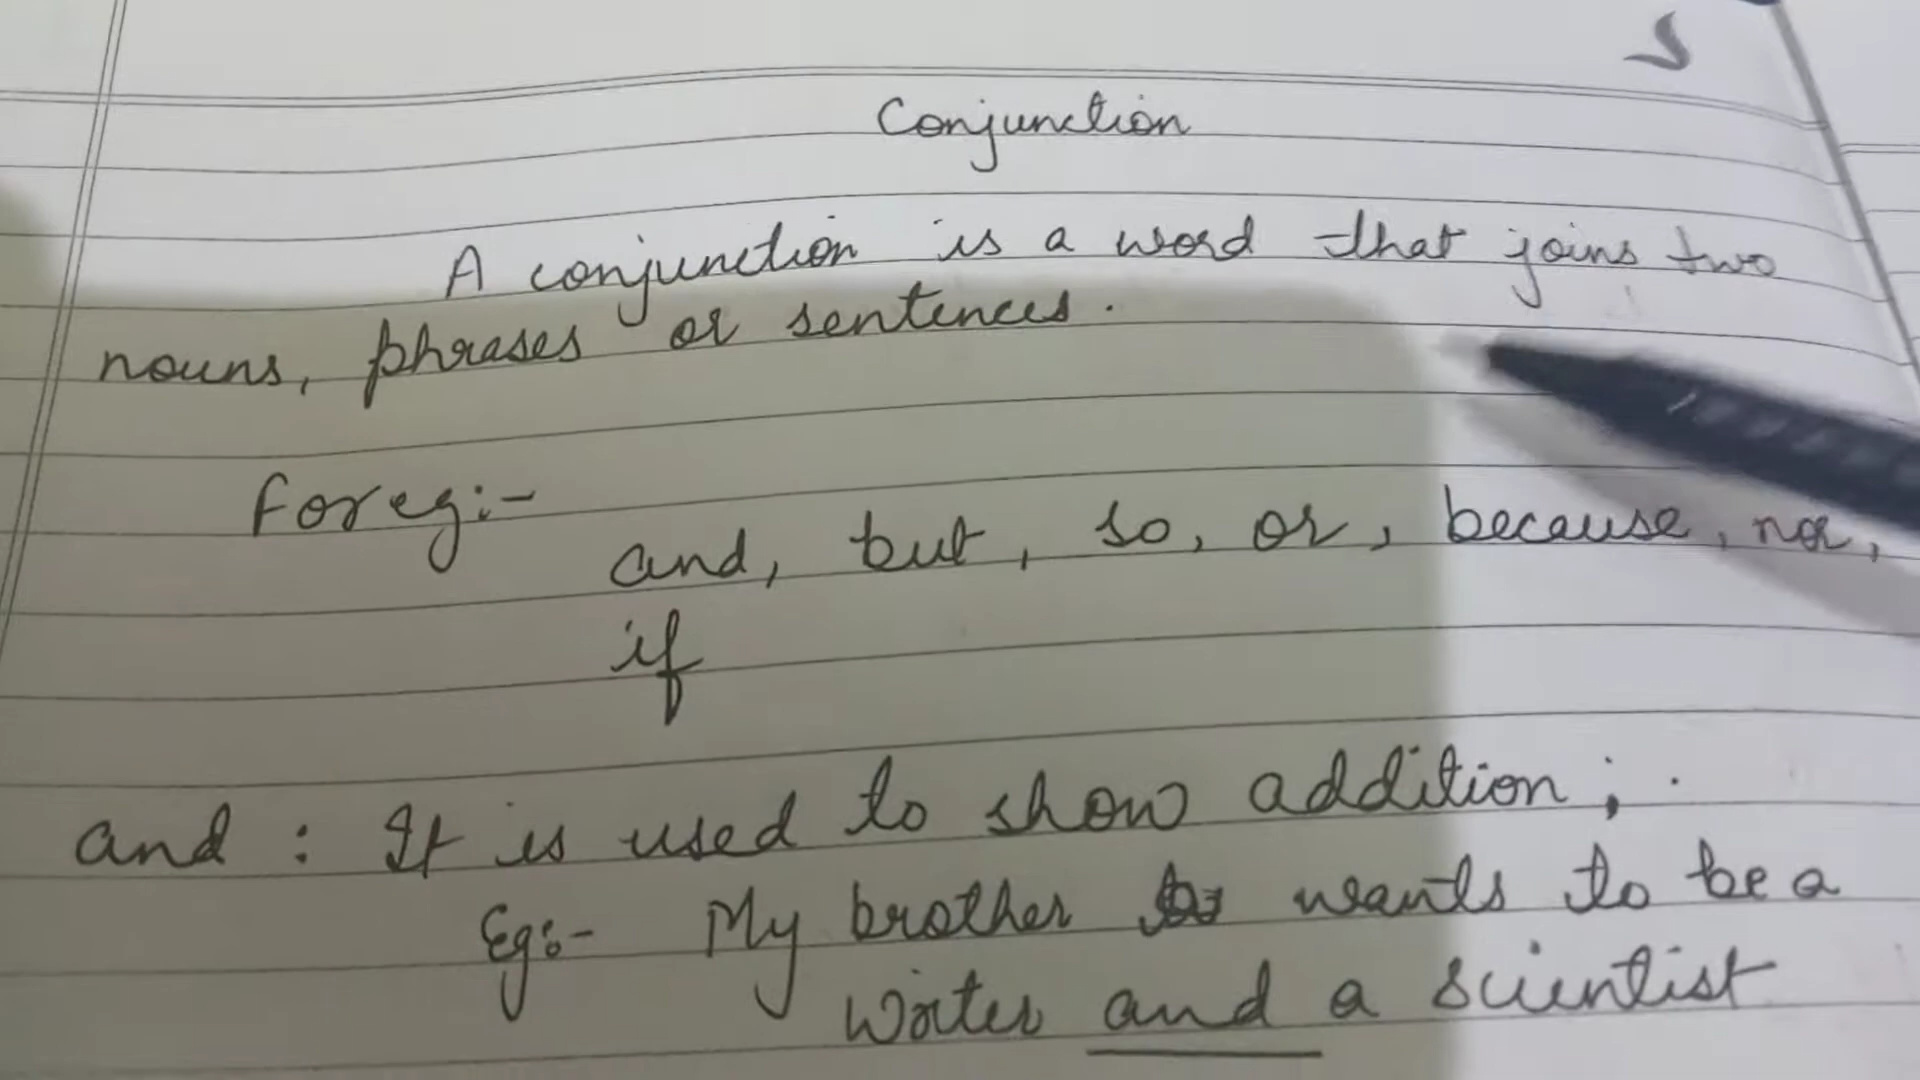 Conjunction
A conjunction is a word that joins two
nouns, phrases or sentences.
For eg:-
and, but, so, or, because, nor,
if
and : It is used to show addition ; .
Eg:- My brother wants to be a
writer and a scientist